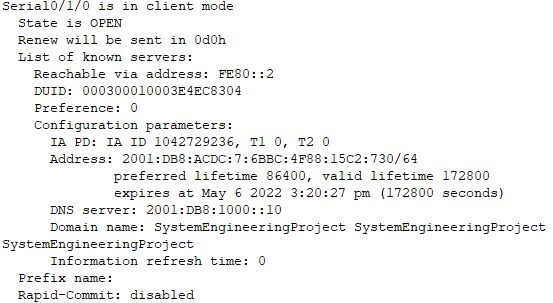 Serial0/1/0 is in client mode
State is OPEN
Renew will be sent in 0d0h
List of known servers:
Reachable via address: FE80::2
DUID: 000300010003E4EC8304
Preference: 0
Configuration parameters:
IA PD: IA ID 1042729236, T1 0, T2 0
Address: 2001:DB8:ACDC:7:6BBC:4F88:15C2:730/64
preferred lifetime 86400, valid lifetime 172800
expires at May 6 2022 3:20:27 pm (172800 seconds)
DNS server: 2001:DB8:1000::10
Domain name: SystemEngineeringProject SystemEngineeringProject
SystemEngineeringProject
Information refresh time: 0
Prefix name:
Rapid-Commit: disabled